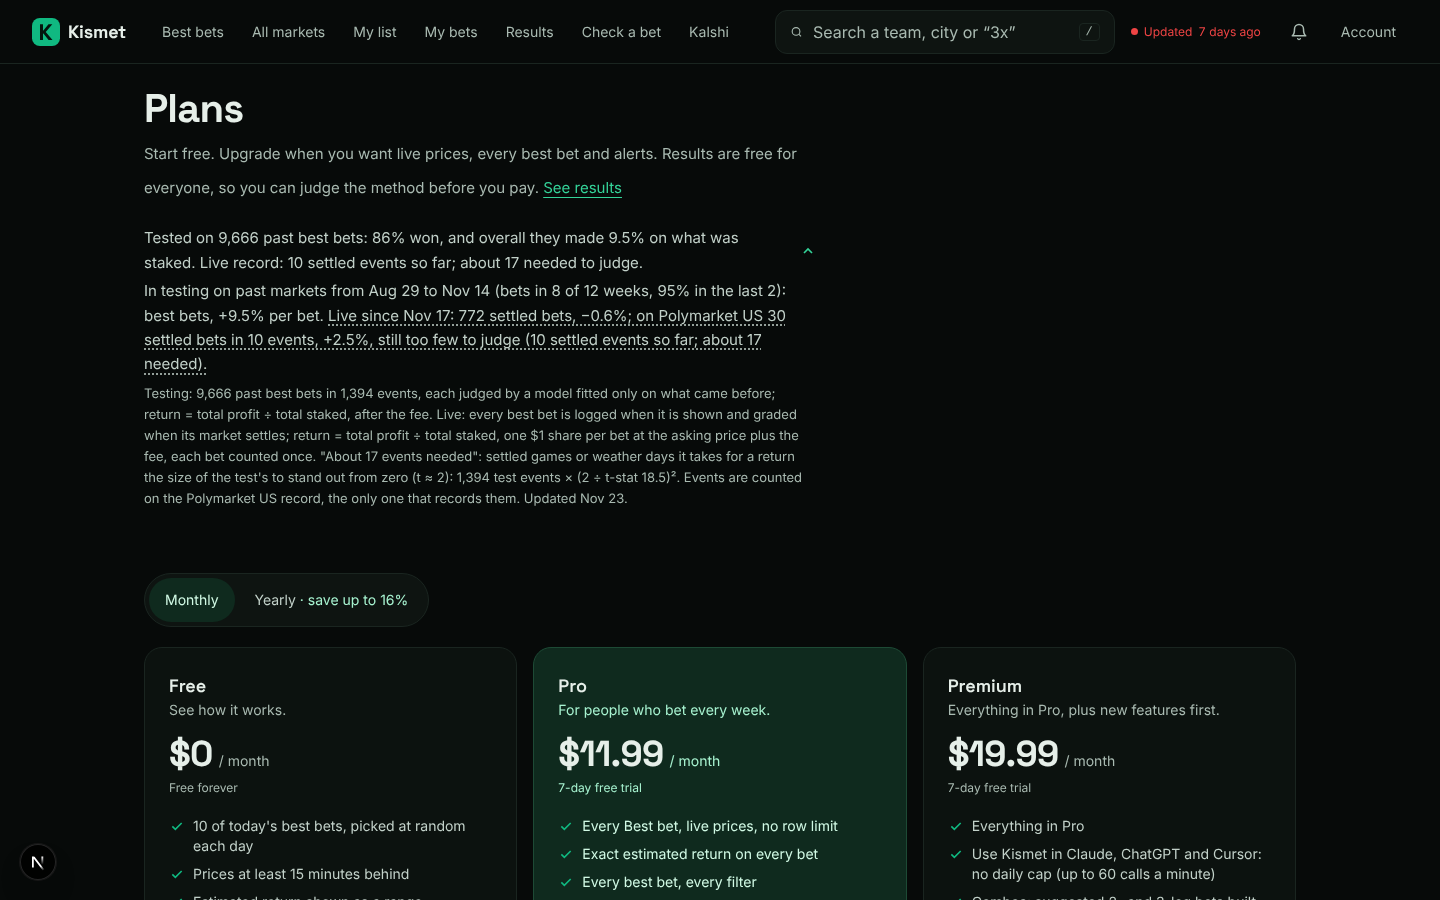 K Kismet Best bets All markets My list My bets Results Check a bet Kalshi Search a team, city or “3x” / Updated 7 days ago Account
Plans
Start free. Upgrade when you want live prices, every best bet and alerts. Results are free for
everyone, so you can judge the method before you pay. See results
Tested on 9,666 past best bets: 86% won, and overall they made 9.5% on what was
staked. Live record: 10 settled events so far; about 17 needed to judge.
In testing on past markets from Aug 29 to Nov 14 (bets in 8 of 12 weeks, 95% in the last 2):
best bets, +9.5% per bet. Live since Nov 17: 772 settled bets, −0.6%; on Polymarket US 30
settled bets in 10 events, +2.5%, still too few to judge (10 settled events so far; about 17
needed).
Testing: 9,666 past best bets in 1,394 events, each judged by a model fitted only on what came before;
return = total profit ÷ total staked, after the fee. Live: every best bet is logged when it is shown and graded
when its market settles; return = total profit ÷ total staked, one $1 share per bet at the asking price plus the
fee, each bet counted once. "About 17 events needed": settled games or weather days it takes for a return
the size of the test's to stand out from zero (t ≈ 2): 1,394 test events × (2 ÷ t-stat 18.5)². Events are counted
on the Polymarket US record, the only one that records them. Updated Nov 23.
Monthly Yearly · save up to 16%
Free
See how it works.
$0 / month
Free forever
10 of today's best bets, picked at random
each day
Prices at least 15 minutes behind
Pro
For people who bet every week.
$11.99 / month
7-day free trial
Every Best bet, live prices, no row limit
Exact estimated return on every bet
Every best bet, every filter
Premium
Everything in Pro, plus new features first.
$19.99 / month
7-day free trial
Everything in Pro
Use Kismet in Claude, ChatGPT and Cursor:
no daily cap (up to 60 calls a minute)
N